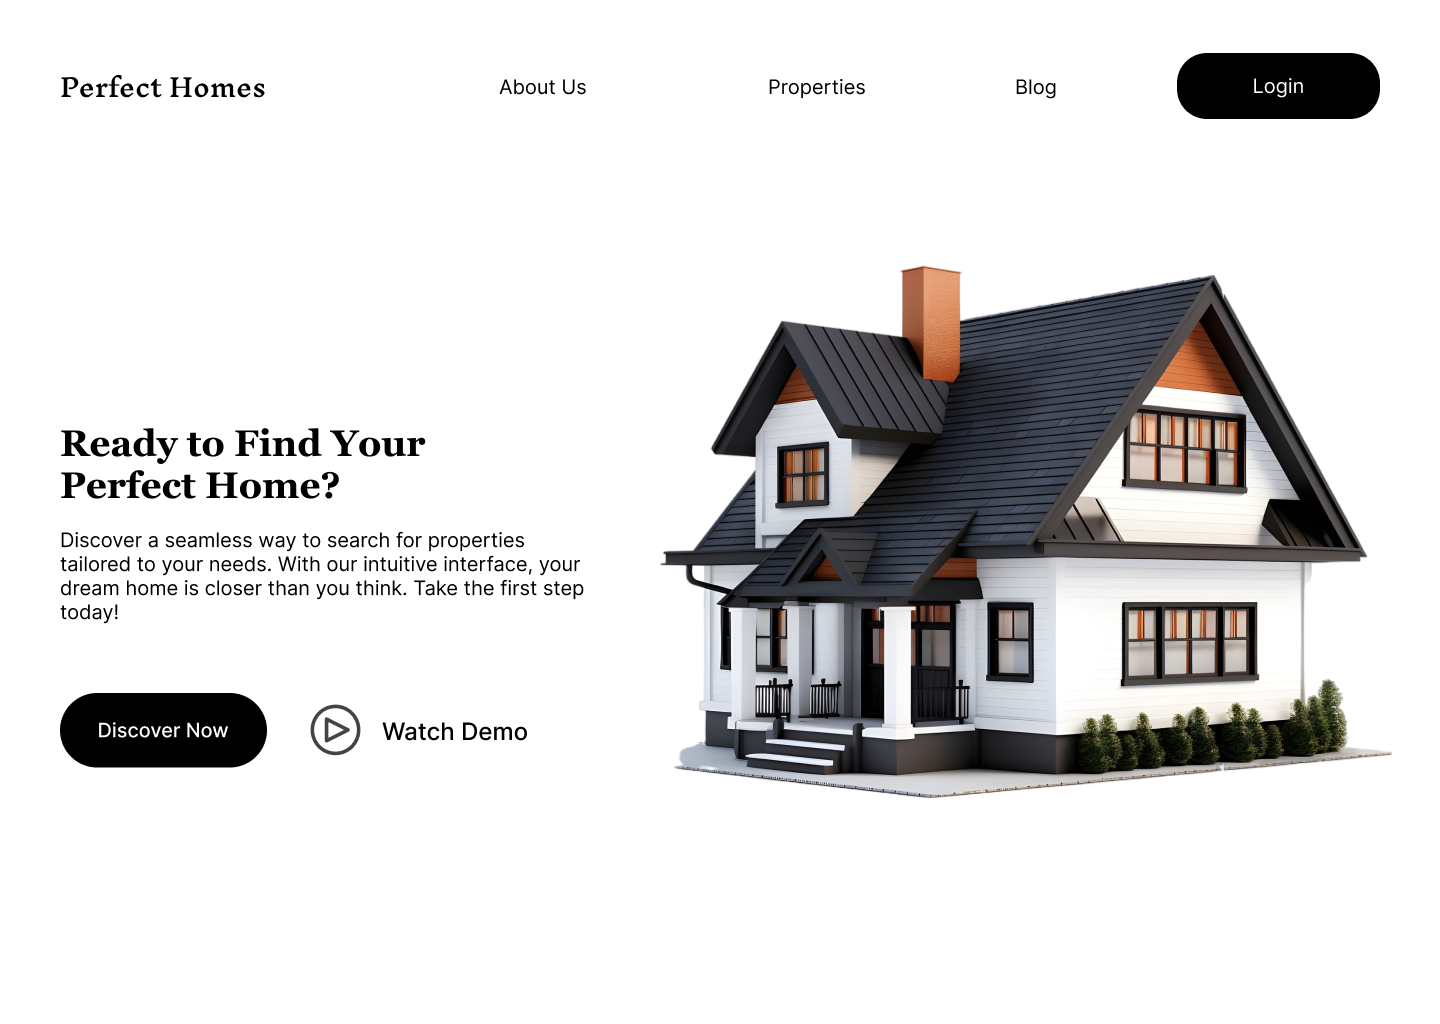 Perfect Homes
About Us
Properties
Blog
Login
Ready to Find Your
Perfect Home?
Discover a seamless way to search for properties
tailored to your needs. With our intuitive interface, your
dream home is closer than you think. Take the first step
today!
Discover Now
Watch Demo